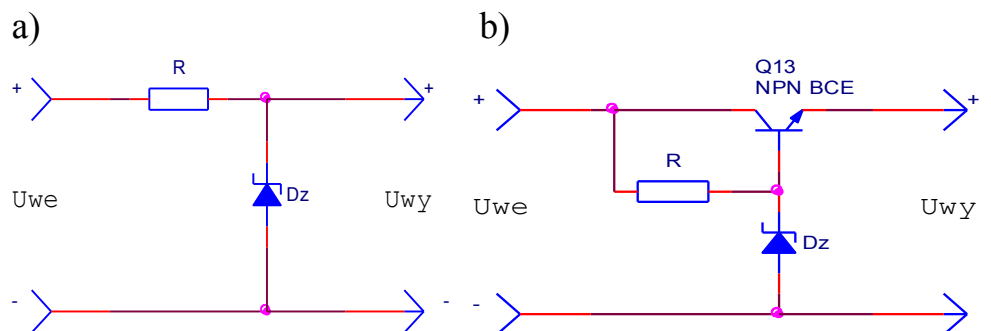 a)
R
+
+
Dz
Uwe
Uwy
-
-
b)
Q13
NPN BCE
+
+
R
Uwe
Uwy
Dz
-
-